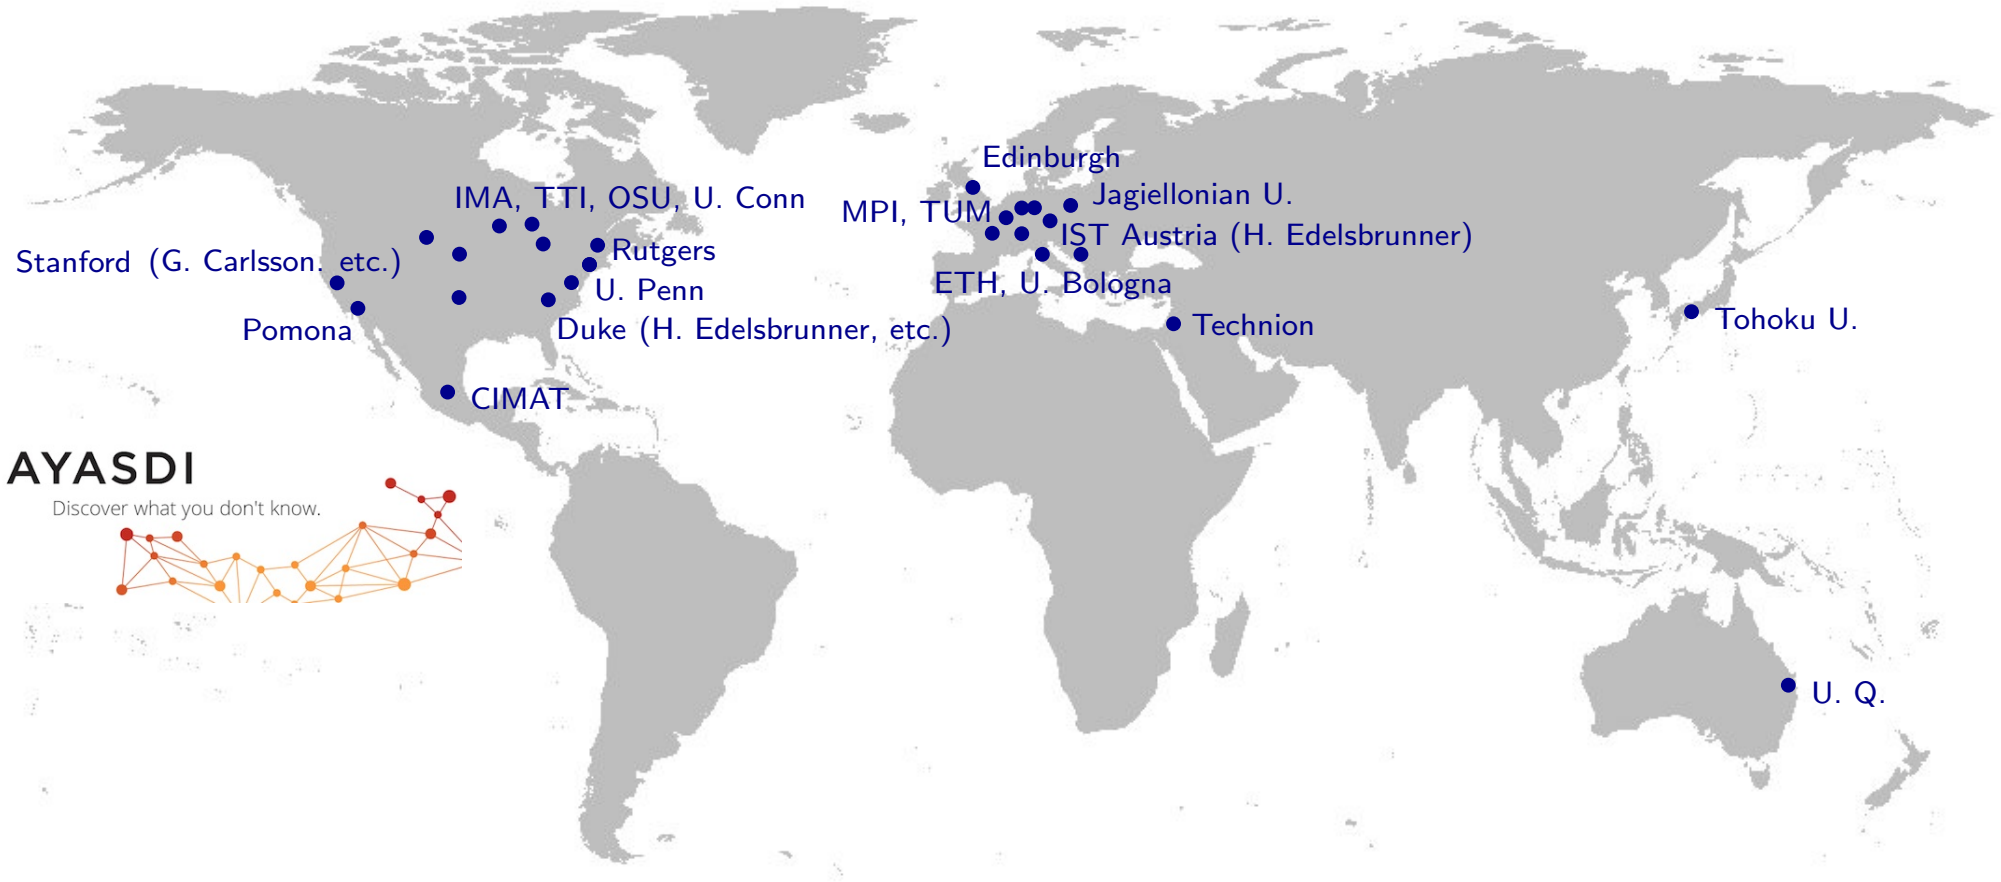 Edinburgh
IMA, TTI, OSU, U. Conn
Jagiellonian U.
MPI, TUM
IST Austria (H. Edelsbrunner)
Rutgers
Stanford (G. Carlsson. etc.)
ETH, U. Bologna
U. Penn
Tohoku U.
Technion
Pomona
Duke (H. Edelsbrunner, etc.)
CIMAT
AYASDI
Discover what you don't know.
U. Q.